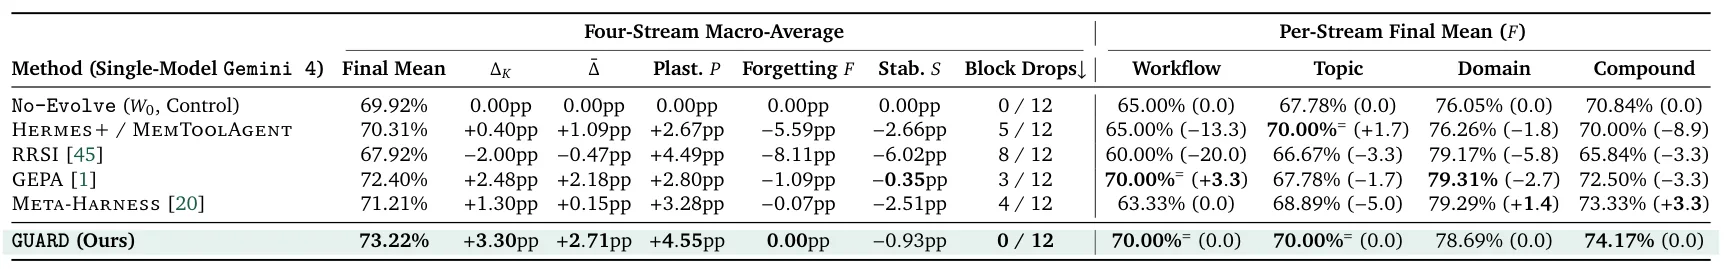 Four-Stream Macro-Average Per-Stream Final Mean (F)
Method (Single-Model Gemini 4) Final Mean Δ_K Δ̄ Plast. P Forgetting F Stab. S Block Drops↓ Workflow Topic Domain Compound
No-Evolve (W₀, Control) 69.92% 0.00pp 0.00pp 0.00pp 0.00pp 0.00pp 0 / 12 65.00% (0.0) 67.78% (0.0) 76.05% (0.0) 70.84% (0.0)
Hermes+ / MemToolAgent 70.31% +0.40pp +1.09pp +2.67pp −5.59pp −2.66pp 5 / 12 65.00% (−13.3) 70.00%⁼ (+1.7) 76.26% (−1.8) 70.00% (−8.9)
RRSI [45] 67.92% −2.00pp −0.47pp +4.49pp −8.11pp −6.02pp 8 / 12 60.00% (−20.0) 66.67% (−3.3) 79.17% (−5.8) 65.84% (−3.3)
GEPA [1] 72.40% +2.48pp +2.18pp +2.80pp −1.09pp −0.35pp 3 / 12 70.00%⁼ (+3.3) 67.78% (−1.7) 79.31% (−2.7) 72.50% (−3.3)
Meta-Harness [20] 71.21% +1.30pp +0.15pp +3.28pp −0.07pp −2.51pp 4 / 12 63.33% (0.0) 68.89% (−5.0) 79.29% (+1.4) 73.33% (+3.3)
GUARD (Ours) 73.22% +3.30pp +2.71pp +4.55pp 0.00pp −0.93pp 0 / 12 70.00%⁼ (0.0) 70.00%⁼ (0.0) 78.69% (0.0) 74.17% (0.0)